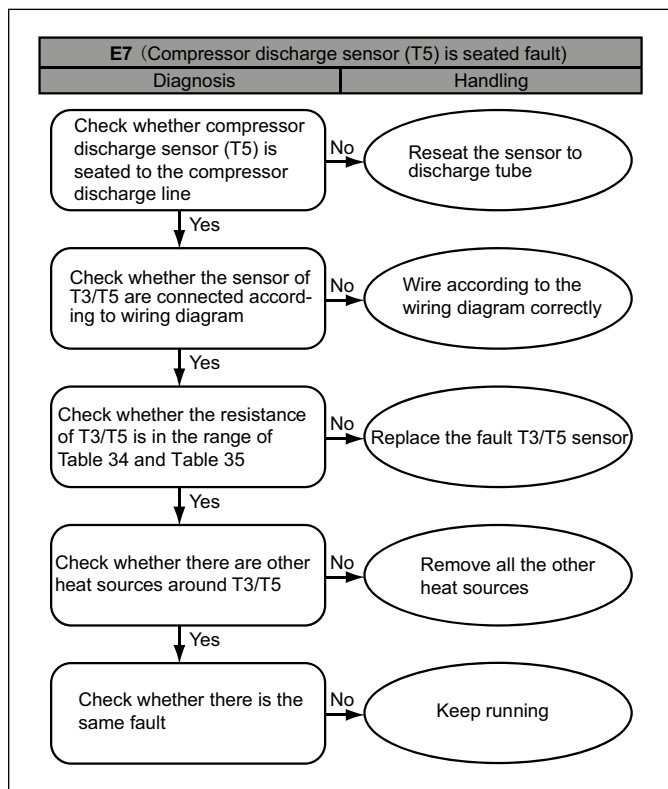 E7（Compressor discharge sensor (T5) is seated fault)
Diagnosis
Handling
Check whether compressor
discharge sensor (T5) is
seated to the compressor
discharge line
No
Reseat the sensor to
discharge tube
Yes
Check whether the sensor of
T3/T5 are connected accord-
ing to wiring diagram
No
Wire according to the
wiring diagram correctly
Yes
Check whether the resistance
of T3/T5 is in the range of
Table 34 and Table 35
No
Replace the fault T3/T5 sensor
Yes
Check whether there are other
heat sources around T3/T5
No
Remove all the other
heat sources
Yes
Check whether there is the
same fault
No
Keep running